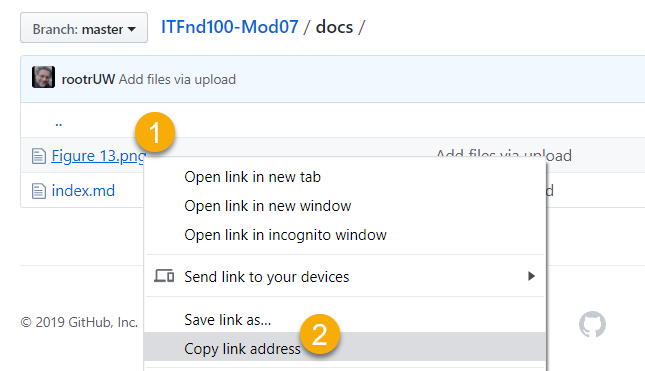 Branch: master
ITFnd100-Mod07 / docs /
rootrUW Add files via upload
..
1
Figure 13.png
Add files via upload
index.md
Open link in new tab
Open link in new window
Open link in incognito window
Send link to your devices
Save link as...
2
Copy link address
© 2019 GitHub, Inc.